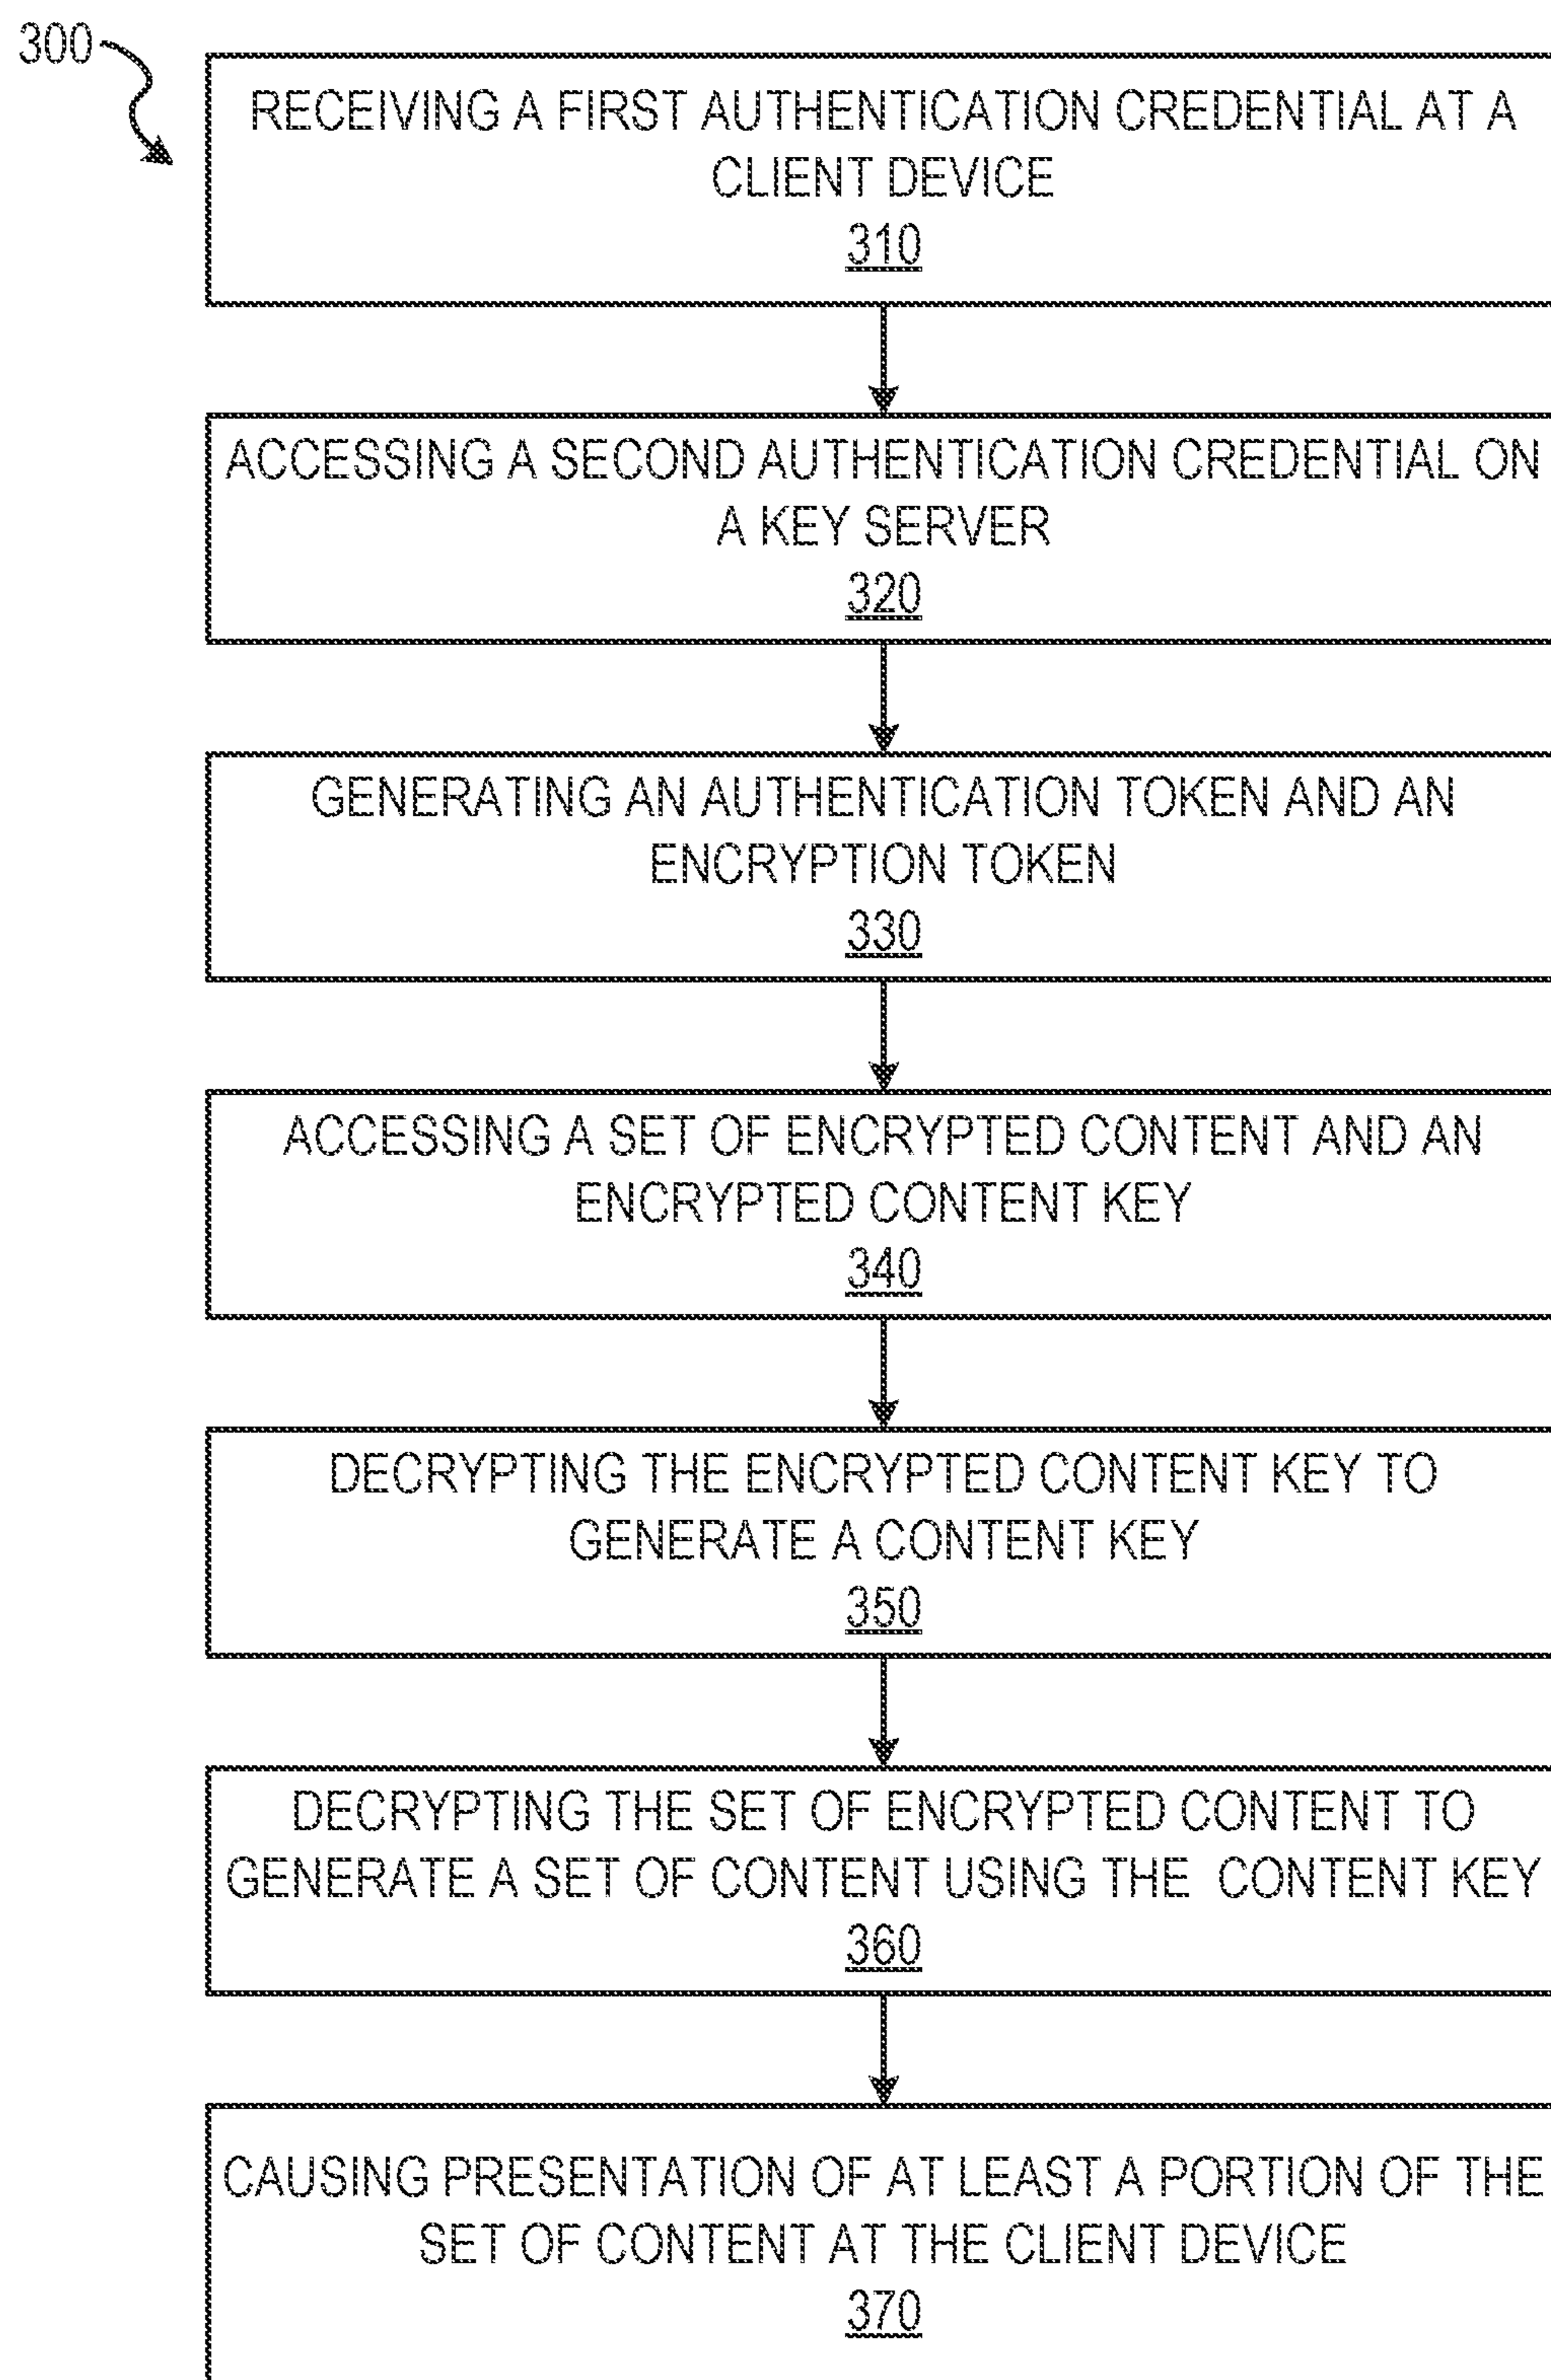 300
RECEIVING A FIRST AUTHENTICATION CREDENTIAL AT A
CLIENT DEVICE
310
ACCESSING A SECOND AUTHENTICATION CREDENTIAL ON
A KEY SERVER
320
GENERATING AN AUTHENTICATION TOKEN AND AN
ENCRYPTION TOKEN
330
ACCESSING A SET OF ENCRYPTED CONTENT AND AN
ENCRYPTED CONTENT KEY
340
DECRYPTING THE ENCRYPTED CONTENT KEY TO
GENERATE A CONTENT KEY
350
DECRYPTING THE SET OF ENCRYPTED CONTENT TO
GENERATE A SET OF CONTENT USING THE CONTENT KEY
360
CAUSING PRESENTATION OF AT LEAST A PORTION OF THE
SET OF CONTENT AT THE CLIENT DEVICE
370